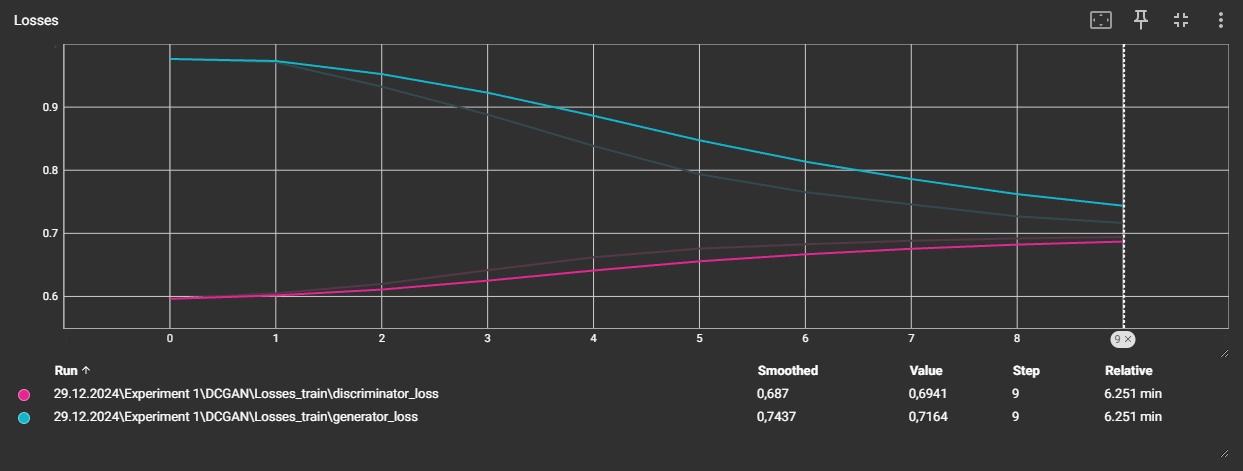 Losses
0.9
0.8
0.7
0.6
0 1 2 3 4 5 6 7 8 9 ×
Run ↑ Smoothed Value Step Relative
29.12.2024\Experiment 1\DCGAN\Losses_train\discriminator_loss 0,687 0,6941 9 6.251 min
29.12.2024\Experiment 1\DCGAN\Losses_train\generator_loss 0,7437 0,7164 9 6.251 min